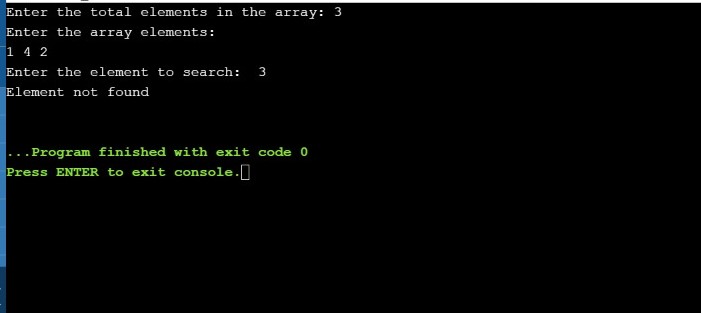 Enter the total elements in the array: 3
Enter the array elements:
1 4 2
Enter the element to search:  3
Element not found
...Program finished with exit code 0
Press ENTER to exit console.